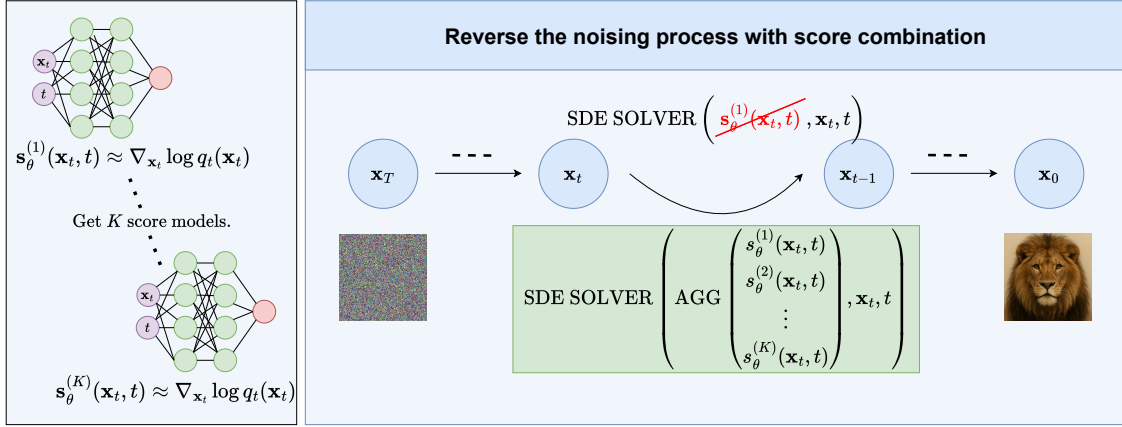 x_t
t
s_θ^{(1)}(x_t, t) ≈ ∇_{x_t} log q_t(x_t)
Get K score models.
x_t
t
s_θ^{(K)}(x_t, t) ≈ ∇_{x_t} log q_t(x_t)
Reverse the noising process with score combination
SDE SOLVER ( s_θ^{(1)}(x_t, t) , x_t, t )
x_T
x_t
x_{t−1}
x_0
SDE SOLVER ( AGG ( s_θ^{(1)}(x_t, t)
s_θ^{(2)}(x_t, t)
⋮
s_θ^{(K)}(x_t, t) ) , x_t, t )